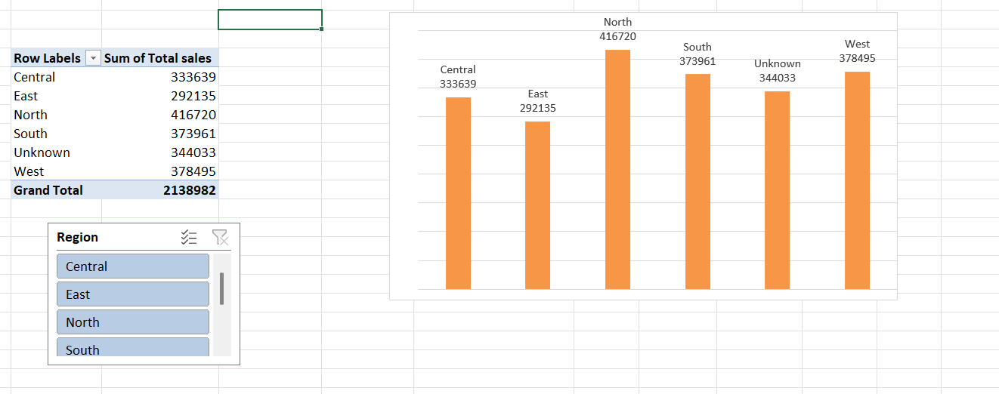 Row Labels Sum of Total sales
Central 333639
East 292135
North 416720
South 373961
Unknown 344033
West 378495
Grand Total 2138982
Region
Central
East
North
South
Central
333639
East
292135
North
416720
South
373961
Unknown
344033
West
378495